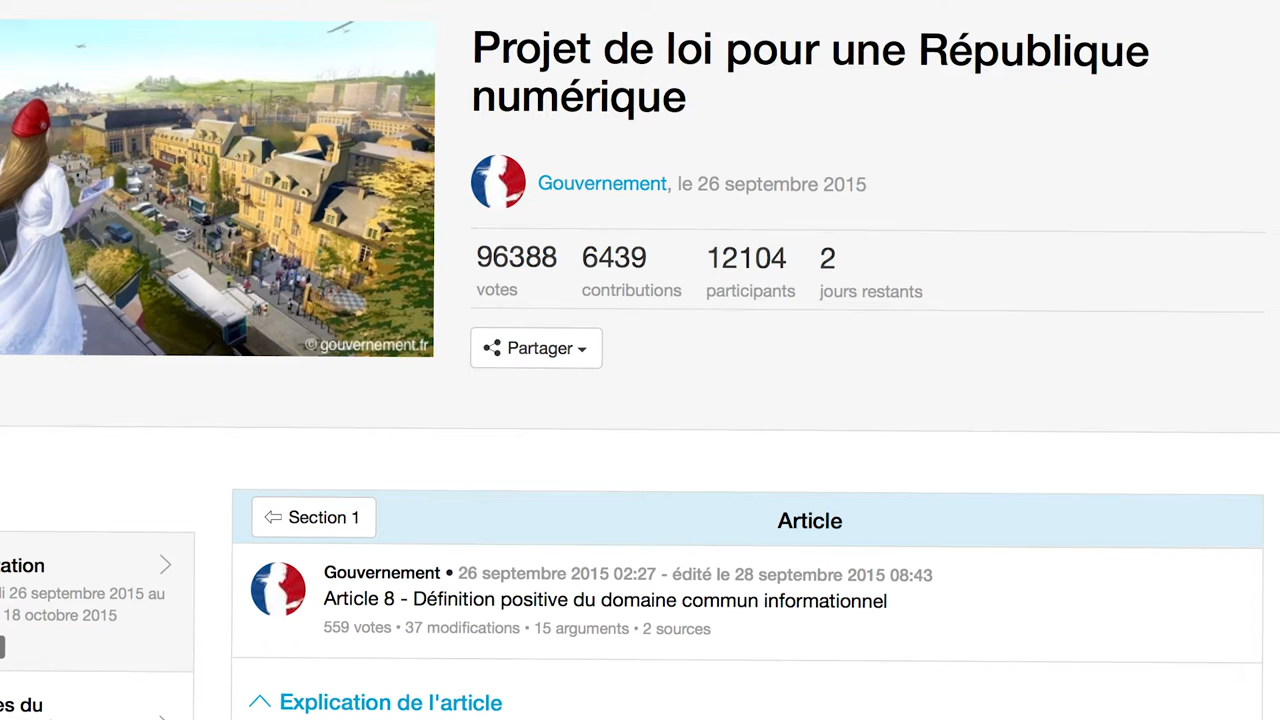 Projet de loi pour une République
numérique
© gouvernement.fr
Gouvernement, le 26 septembre 2015
96388 6439 12104 2
votes contributions participants jours restants
Partager
Section 1
Article
ation
di 26 septembre 2015 au
18 octobre 2015
Gouvernement • 26 septembre 2015 02:27 - édité le 28 septembre 2015 08:43
Article 8 - Définition positive du domaine commun informationnel
559 votes • 37 modifications • 15 arguments • 2 sources
es du
Explication de l'article